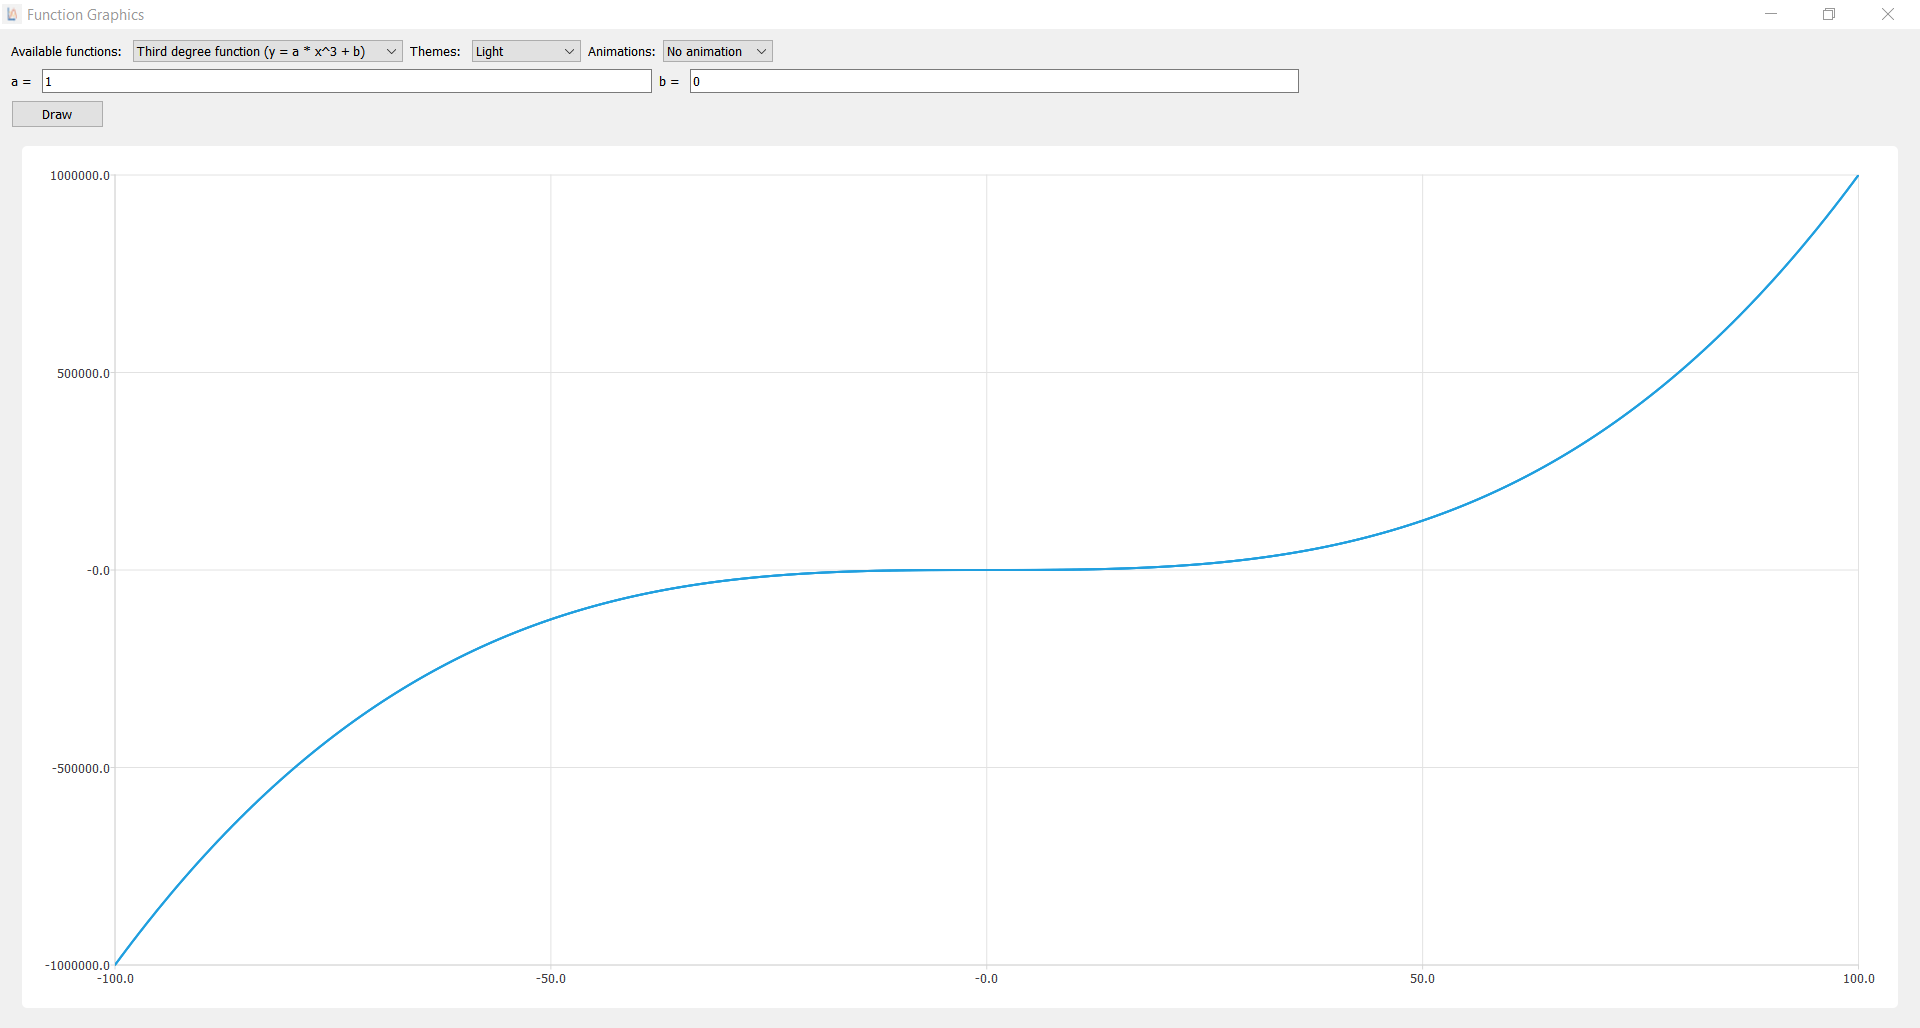 Function Graphics
Available functions: Third degree function (y = a * x^3 + b) Themes: Light Animations: No animation
a = 1 b = 0
Draw
1000000.0
500000.0
-0.0
-500000.0
-1000000.0
-100.0 -50.0 -0.0 50.0 100.0